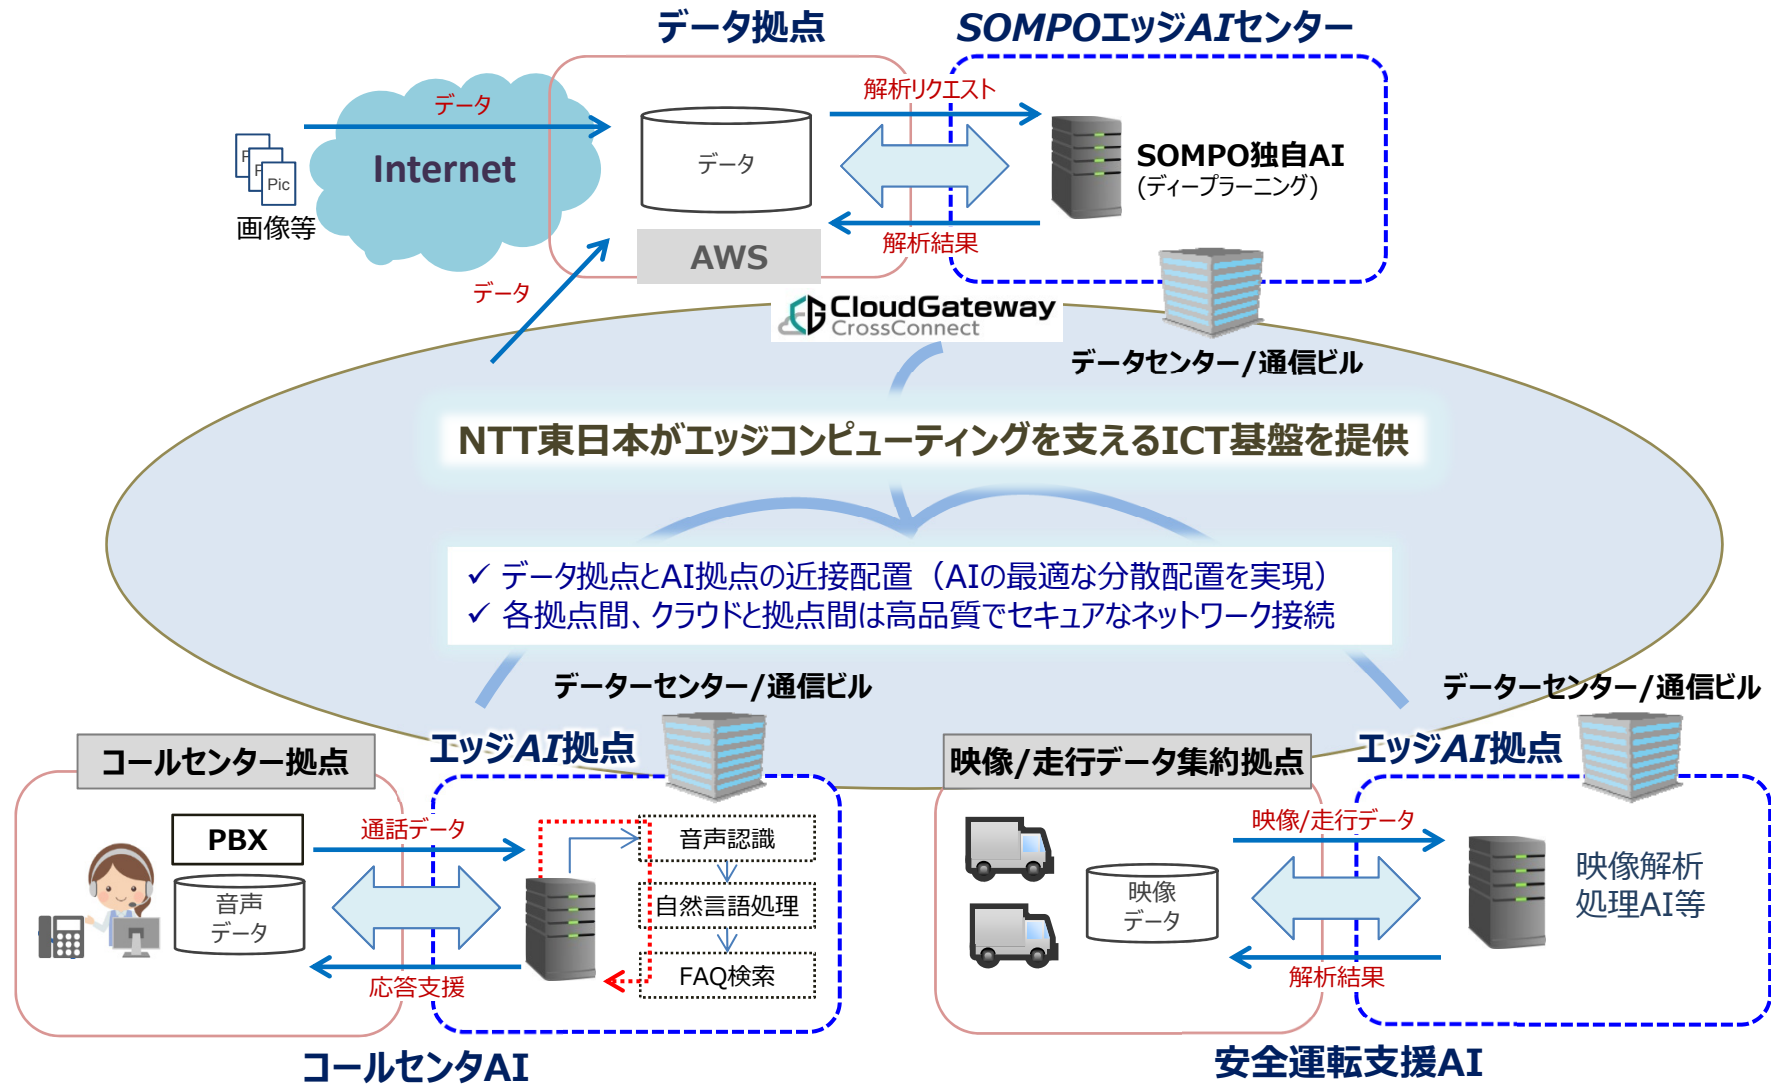 データ拠点
SOMPOエッジAIセンター
データ
解析リクエスト
Internet
Pic
画像等
データ
SOMPO独自AI
(ディープラーニング)
解析結果
AWS
データ
CloudGateway
CrossConnect
データセンター/通信ビル
NTT東日本がエッジコンピューティングを支えるICT基盤を提供
✓ データ拠点とAI拠点の近接配置（AIの最適な分散配置を実現）
✓ 各拠点間、クラウドと拠点間は高品質でセキュアなネットワーク接続
データーセンター/通信ビル
データーセンター/通信ビル
コールセンター拠点
エッジAI拠点
PBX
通話データ
音声
データ
応答支援
音声認識
自然言語処理
FAQ検索
コールセンタAI
映像/走行データ集約拠点
エッジAI拠点
映像/走行データ
映像
データ
映像解析
処理AI等
解析結果
安全運転支援AI